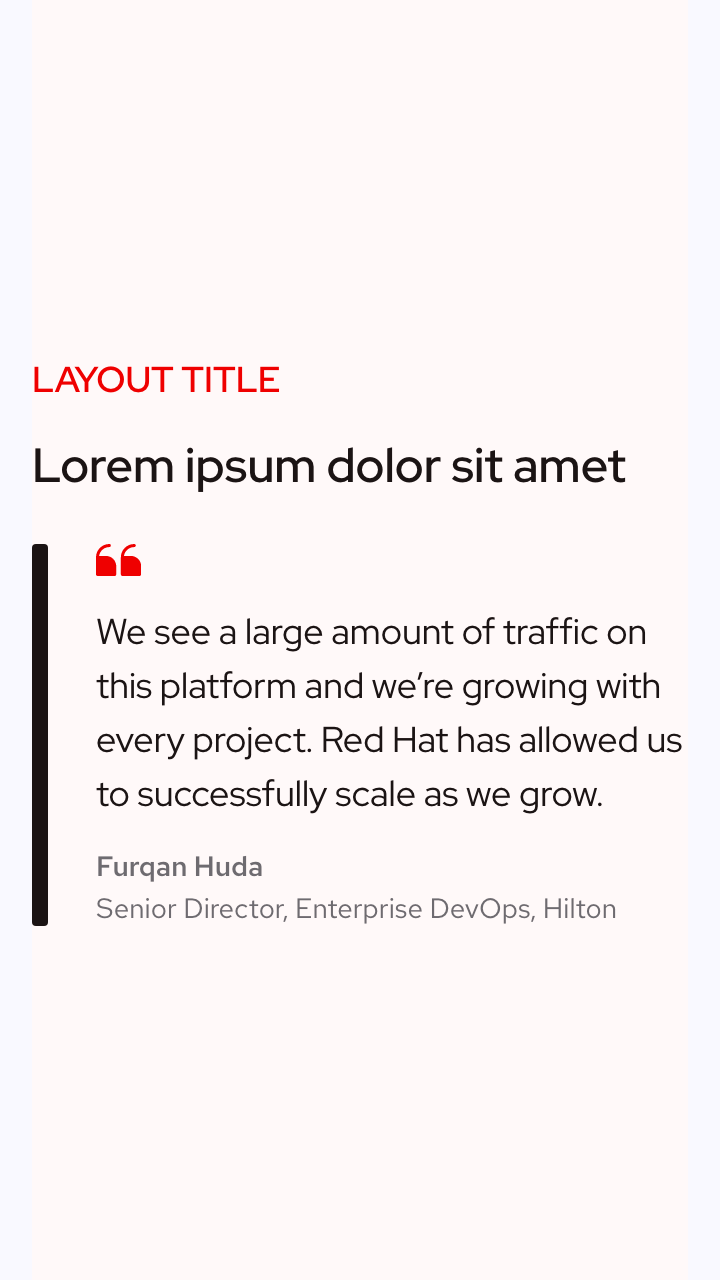 LAYOUT TITLE
Lorem ipsum dolor sit amet
“
We see a large amount of traffic on
this platform and we’re growing with
every project. Red Hat has allowed us
to successfully scale as we grow.
Furqan Huda
Senior Director, Enterprise DevOps, Hilton